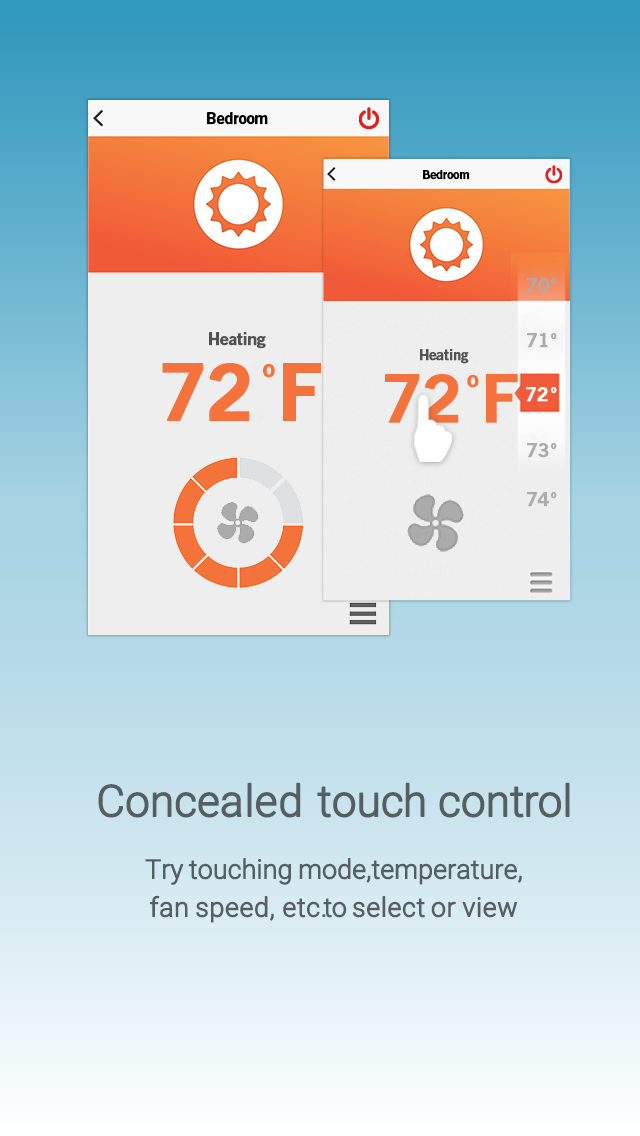 Bedroom
Heating
72°F
Bedroom
Heating
72°F
70°
71°
72°
73°
74°
Concealed touch control
Try touching mode,temperature,
fan speed, etc.to select or view